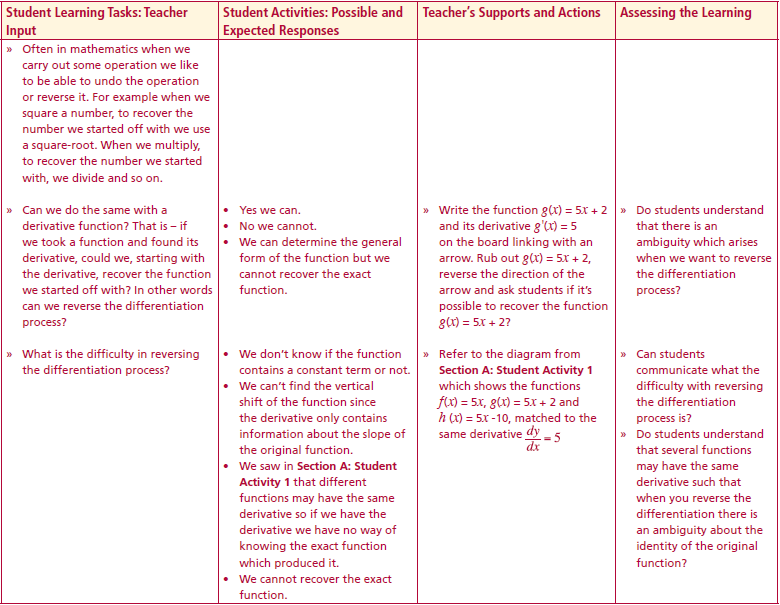 Student Learning Tasks: Teacher
Input
Student Activities: Possible and
Expected Responses
Teacher's Supports and Actions
Assessing the Learning
» Often in mathematics when we
carry out some operation we like
to be able to undo the operation
or reverse it. For example when we
square a number, to recover the
number we started off with we use
a square-root. When we multiply,
to recover the number we started
with, we divide and so on.
» Can we do the same with a
derivative function? That is – if
we took a function and found its
derivative, could we, starting with
the derivative, recover the function
we started off with? In other words
can we reverse the differentiation
process?
• Yes we can.
• No we cannot.
• We can determine the general
form of the function but we
cannot recover the exact
function.
» Write the function g(x) = 5x + 2
and its derivative g'(x) = 5
on the board linking with an
arrow. Rub out g(x) = 5x + 2,
reverse the direction of the
arrow and ask students if it's
possible to recover the function
g(x) = 5x + 2?
» Do students understand
that there is an
ambiguity which arises
when we want to reverse
the differentiation
process?
» What is the difficulty in reversing
the differentiation process?
• We don't know if the function
contains a constant term or not.
• We can't find the vertical
shift of the function since
the derivative only contains
information about the slope of
the original function.
• We saw in Section A: Student
Activity 1 that different
functions may have the same
derivative so if we have the
derivative we have no way of
knowing the exact function
which produced it.
• We cannot recover the exact
function.
» Refer to the diagram from
Section A: Student Activity 1
which shows the functions
f(x) = 5x, g(x) = 5x + 2 and
h (x) = 5x -10, matched to the
same derivative dy/dx = 5
» Can students
communicate what the
difficulty with reversing
the differentiation
process is?
» Do students understand
that several functions
may have the same
derivative such that
when you reverse the
differentiation there is
an ambiguity about the
identity of the original
function?